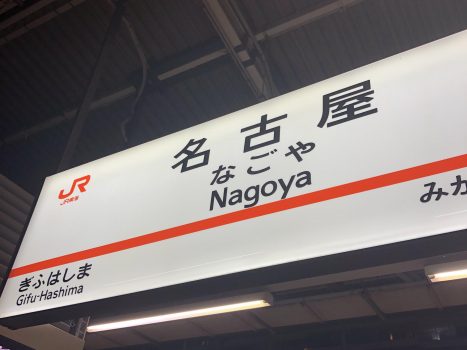 名古屋
なごや
Nagoya
JR
JR東海
ぎふはしま
Gifu-Hashima
みか